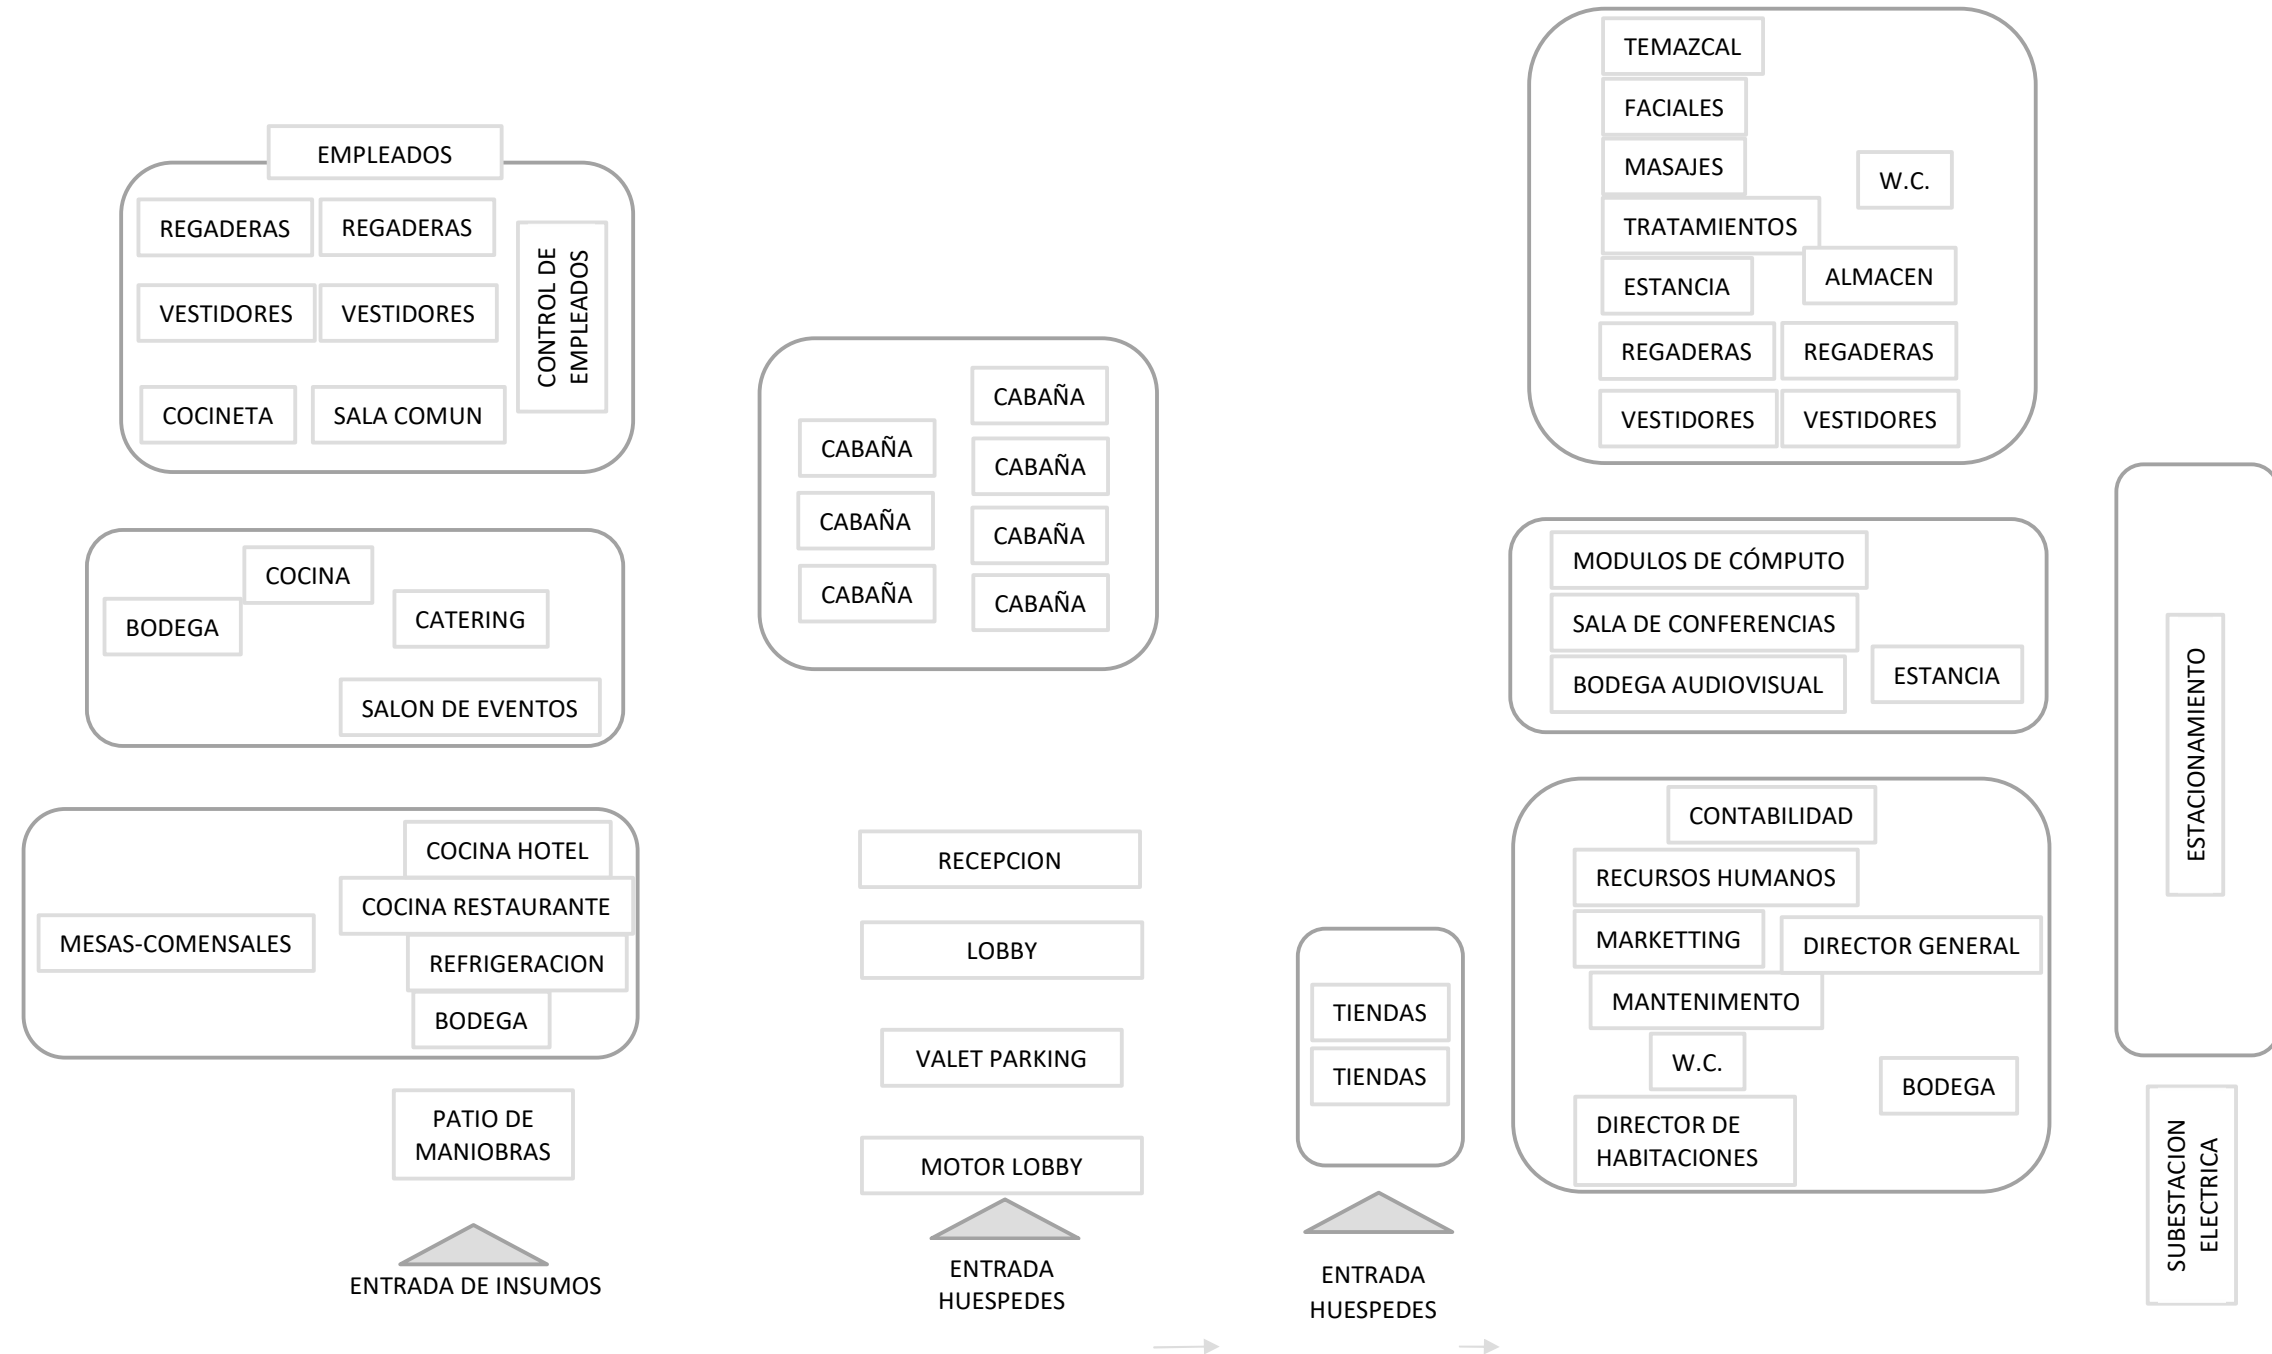 EMPLEADOS
REGADERAS
REGADERAS
VESTIDORES
VESTIDORES
COCINETA
SALA COMUN
CONTROL DE
EMPLEADOS
COCINA
BODEGA
CATERING
SALON DE EVENTOS
COCINA HOTEL
COCINA RESTAURANTE
MESAS-COMENSALES
REFRIGERACION
BODEGA
PATIO DE
MANIOBRAS
ENTRADA DE INSUMOS
CABAÑA
CABAÑA
CABAÑA
CABAÑA
CABAÑA
CABAÑA
CABAÑA
RECEPCION
LOBBY
VALET PARKING
MOTOR LOBBY
ENTRADA
HUESPEDES
TIENDAS
TIENDAS
ENTRADA
HUESPEDES
TEMAZCAL
FACIALES
MASAJES
W.C.
TRATAMIENTOS
ESTANCIA
ALMACEN
REGADERAS
REGADERAS
VESTIDORES
VESTIDORES
MODULOS DE CÓMPUTO
SALA DE CONFERENCIAS
BODEGA AUDIOVISUAL
ESTANCIA
CONTABILIDAD
RECURSOS HUMANOS
MARKETTING
DIRECTOR GENERAL
MANTENIMENTO
W.C.
BODEGA
DIRECTOR DE
HABITACIONES
ESTACIONAMIENTO
SUBESTACION
ELECTRICA